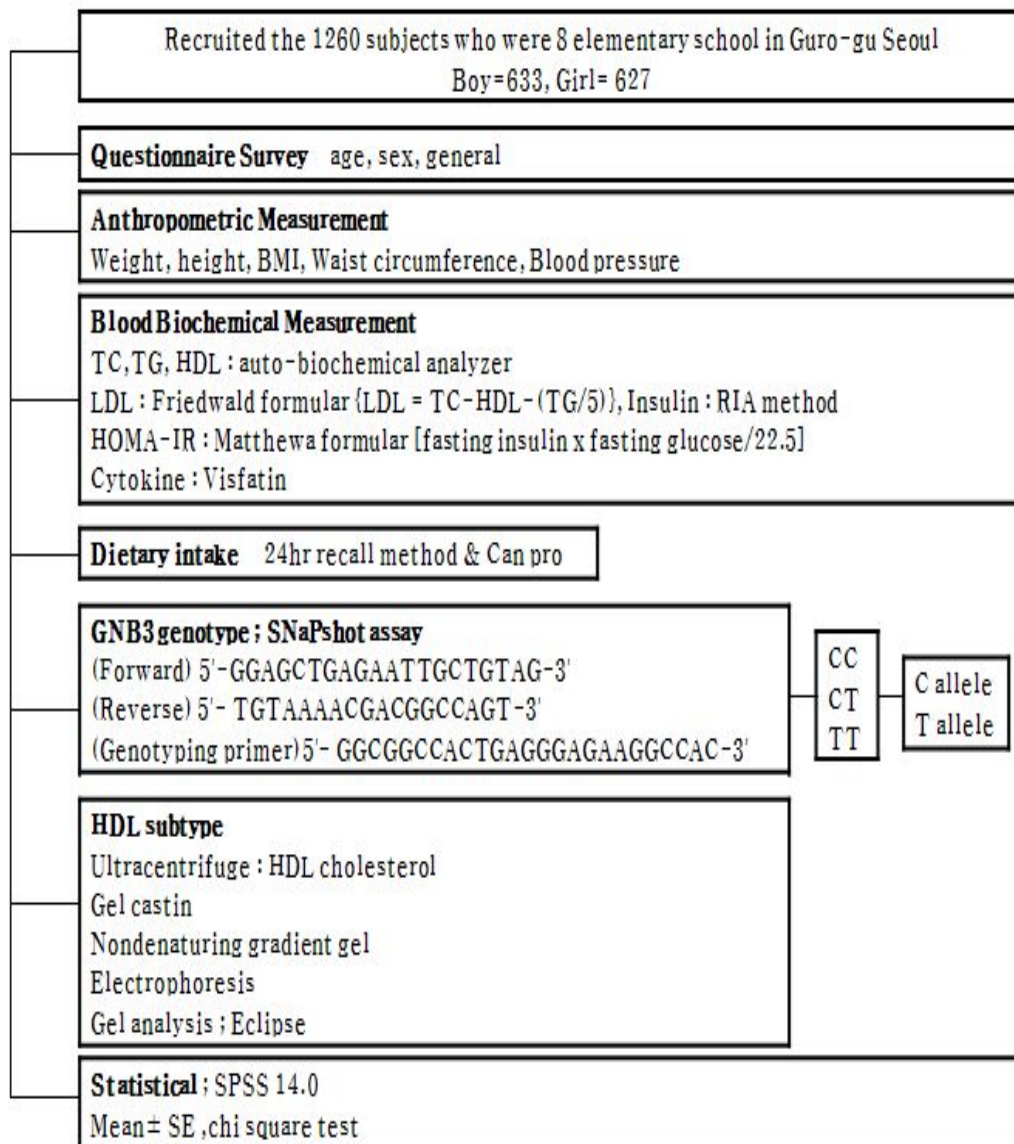 Recruited the 1260 subjects who were 8 elementary school in Guro-gu Seoul
Boy=633, Girl= 627
Questionnaire Survey age, sex, general
Anthropometric Measurement
Weight, height, BMI, Waist circumference, Blood pressure
Blood Biochemical Measurement
TC,TG, HDL : auto-biochemical analyzer
LDL : Friedwald formular {LDL = TC-HDL-(TG/5)}, Insulin : RIA method
HOMA-IR : Matthewa formular [fasting insulin x fasting glucose/22.5]
Cytokine : Visfatin
Dietary intake 24hr recall method & Can pro
GNB3 genotype ; SNaPshot assay
(Forward) 5'-GGAGCTGAGAATTGCTGTAG-3'
(Reverse) 5'- TGTAAAACGACGGCCAGT-3'
(Genotyping primer) 5'- GGCGGCCACTGAGGGAGAAGGCCAC-3'
CC
CT
TT
C allele
T allele
HDL subtype
Ultracentrifuge : HDL cholesterol
Gel castin
Nondenaturing gradient gel
Electrophoresis
Gel analysis ; Eclipse
Statistical ; SPSS 14.0
Mean± SE ,chi square test